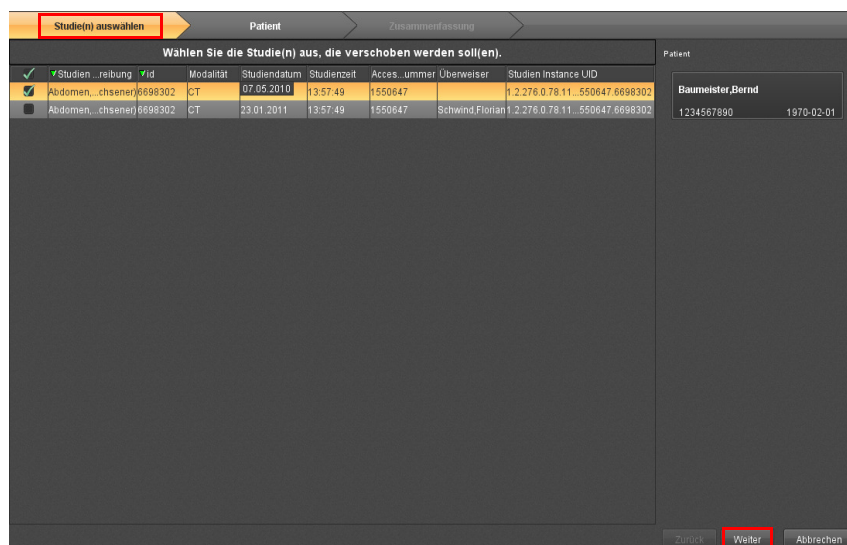 Studie(n) auswählen Patient Zusammenfassung
Wählen Sie die Studie(n) aus, die verschoben werden soll(en).
Studien ...reibung id Modalität Studiendatum Studienzeit Acces...ummer Überweiser Studien Instance UID
Abdomen,...chsener) 6698302 CT 07.05.2010 13:57:49 1550647 1.2.276.0.78.11...550647.6698302
Abdomen,...chsener) 6698302 CT 23.01.2011 13:57:49 1550647 Schwind,Florian 1.2.276.0.78.11...550647.6698302
Patient
Baumeister,Bernd
1234567890 1970-02-01
Zurück Weiter Abbrechen